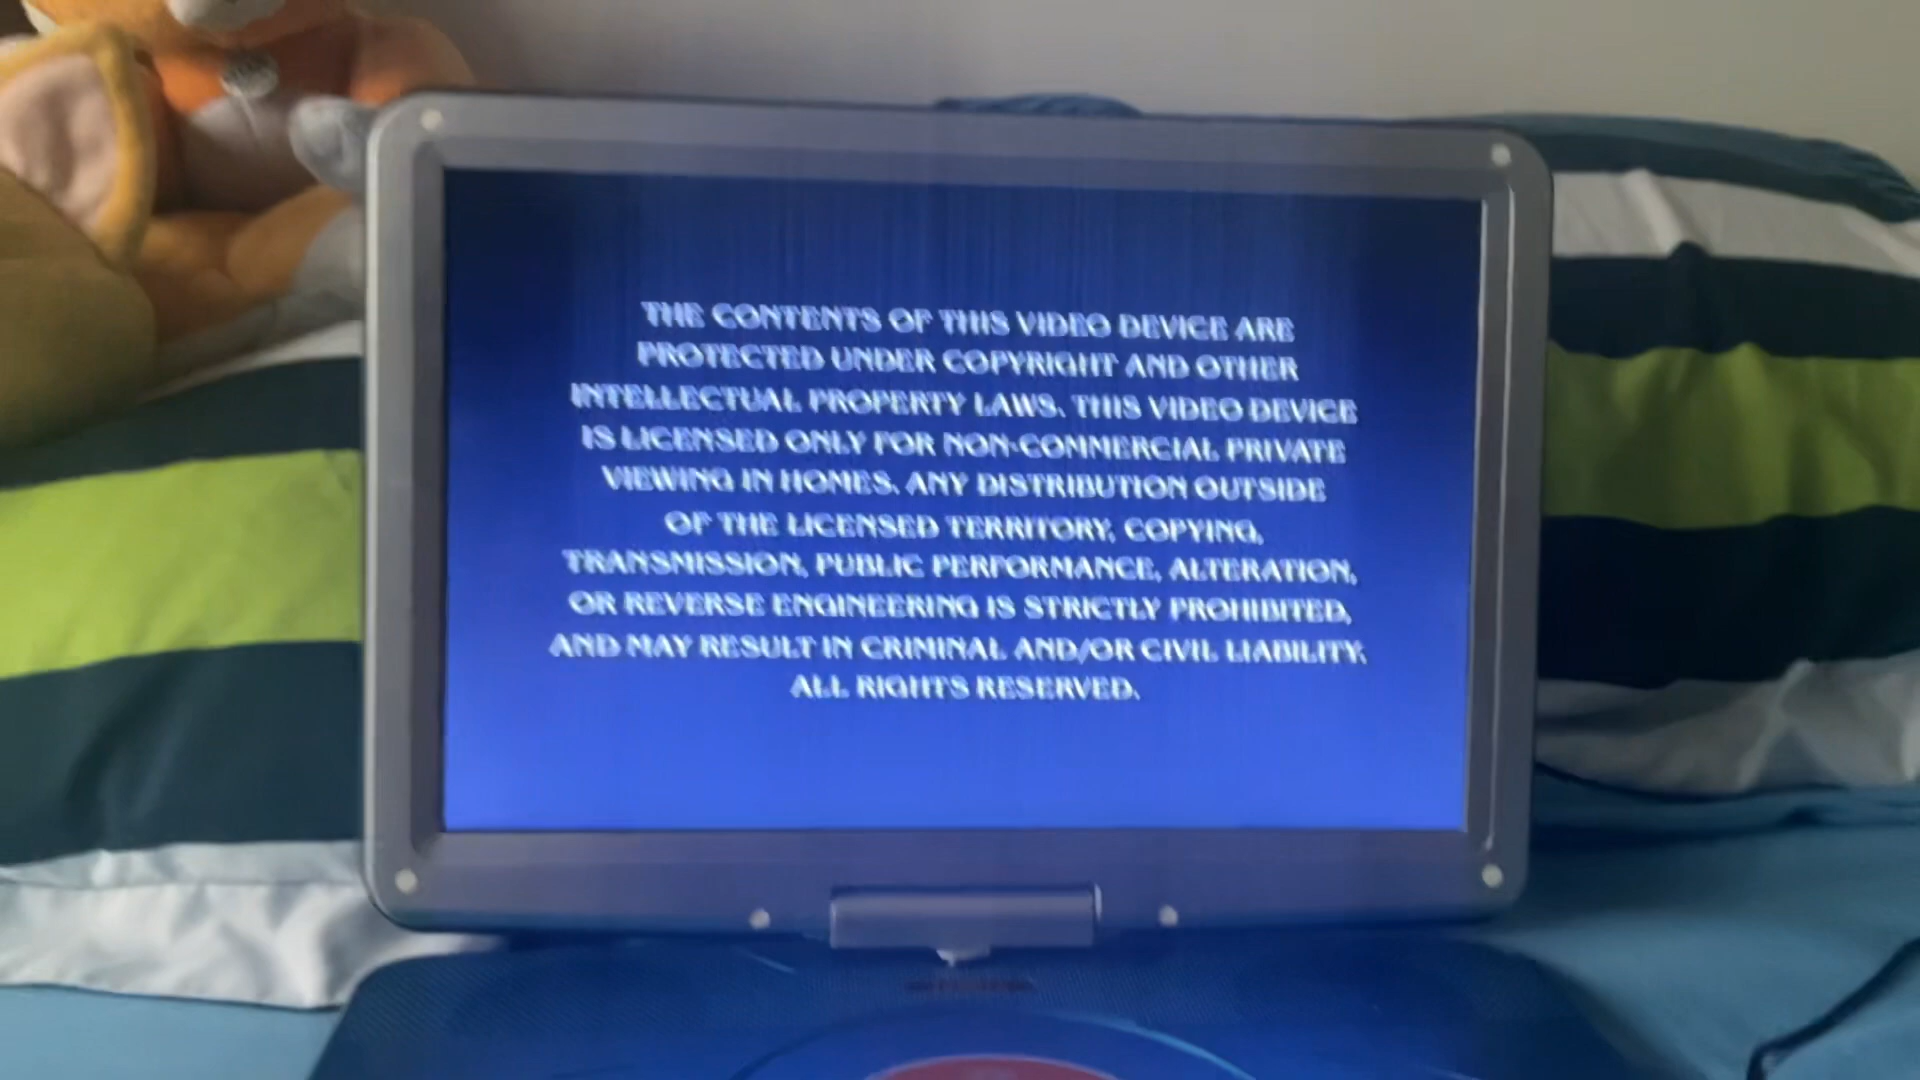 THE CONTENTS OF THIS VIDEO DEVICE ARE
PROTECTED UNDER COPYRIGHT AND OTHER
INTELLECTUAL PROPERTY LAWS. THIS VIDEO DEVICE
IS LICENSED ONLY FOR NON-COMMERCIAL PRIVATE
VIEWING IN HOMES. ANY DISTRIBUTION OUTSIDE
OF THE LICENSED TERRITORY, COPYING,
TRANSMISSION, PUBLIC PERFORMANCE, ALTERATION,
OR REVERSE ENGINEERING IS STRICTLY PROHIBITED,
AND MAY RESULT IN CRIMINAL AND/OR CIVIL LIABILITY.
ALL RIGHTS RESERVED.